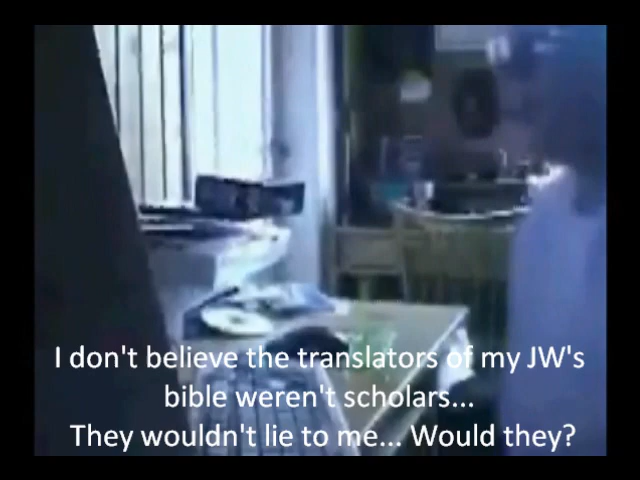 I don't believe the translators of my JW's
bible weren't scholars...
They wouldn't lie to me... Would they?